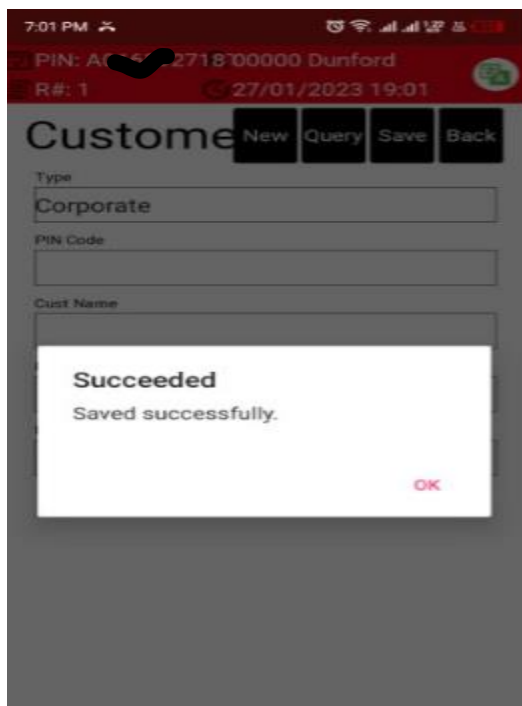 7:01 PM
PIN: 2718 00000 Dunford
R#: 1 27/01/2023 19:01
Custome New Query Save Back
Type
Corporate
PIN Code
Cust Name
Succeeded
Saved successfully.
OK